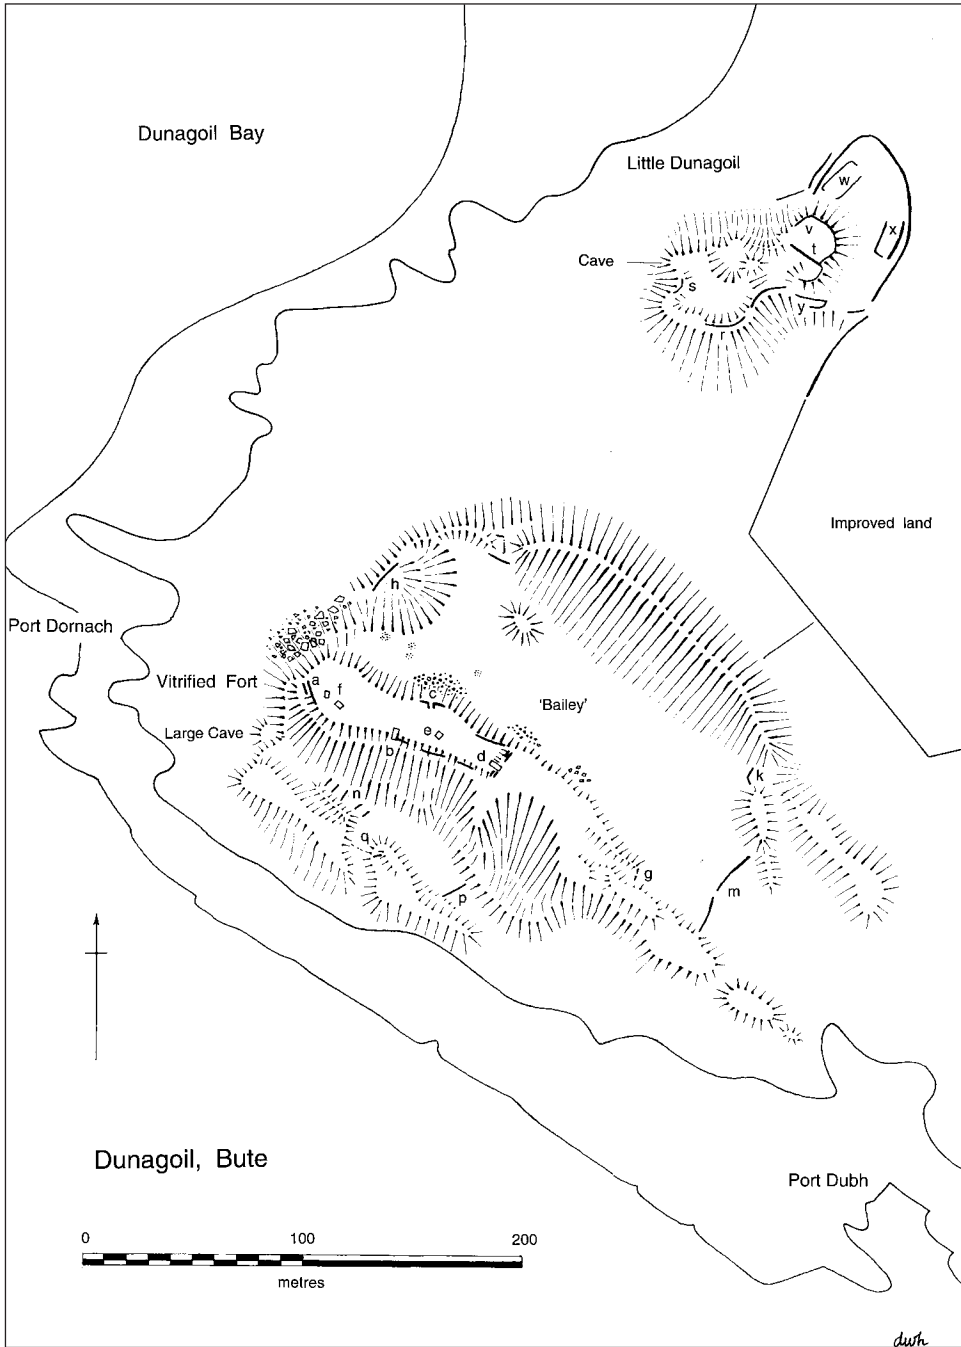 Dunagoil Bay
Little Dunagoil
w
v
x
t
Cave
s
y
r
Improved land
h
Port Dornach
Vitrified Fort
a
f
c
'Bailey'
Large Cave
e
b
d
k
n
q
g
m
p
Dunagoil, Bute
Port Dubh
0 100 200
metres
dwh